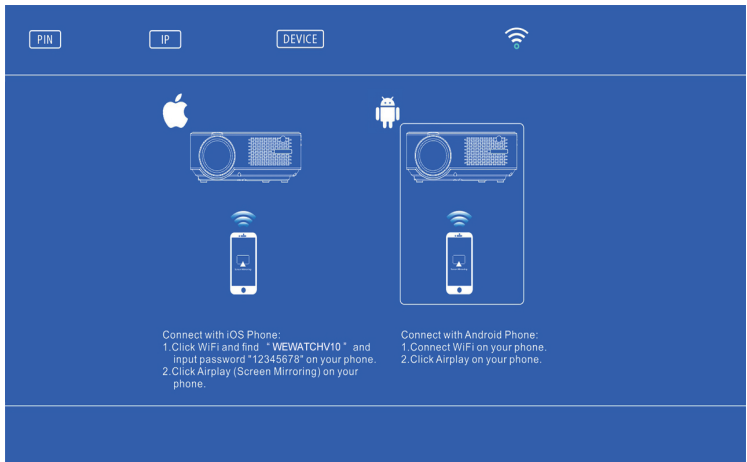 PIN
IP
DEVICE
Connect with iOS Phone:
1.Click WiFi and find “ WEWATCHV10 ” and
input password "12345678" on your phone.
2.Click Airplay (Screen Mirroring) on your
phone.
Connect with Android Phone:
1.Connect WiFi on your phone.
2.Click Airplay on your phone.